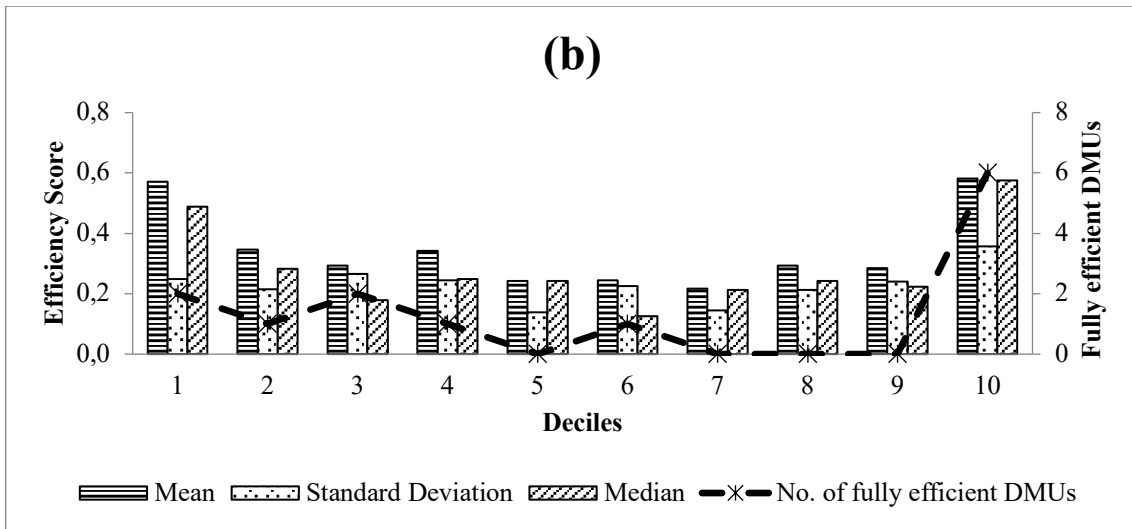 (b)
Efficiency Score
0,8
0,6
0,4
0,2
0,0
8
6
4
2
0
Fully efficient DMUs
1 2 3 4 5 6 7 8 9 10
Deciles
Mean Standard Deviation Median No. of fully efficient DMUs